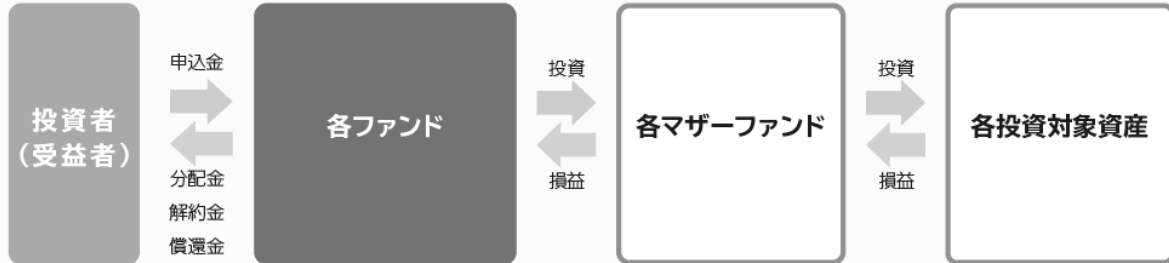 投資者
（受益者）
申込金
分配金
解約金
償還金
各ファンド
投資
損益
各マザーファンド
投資
損益
各投資対象資産